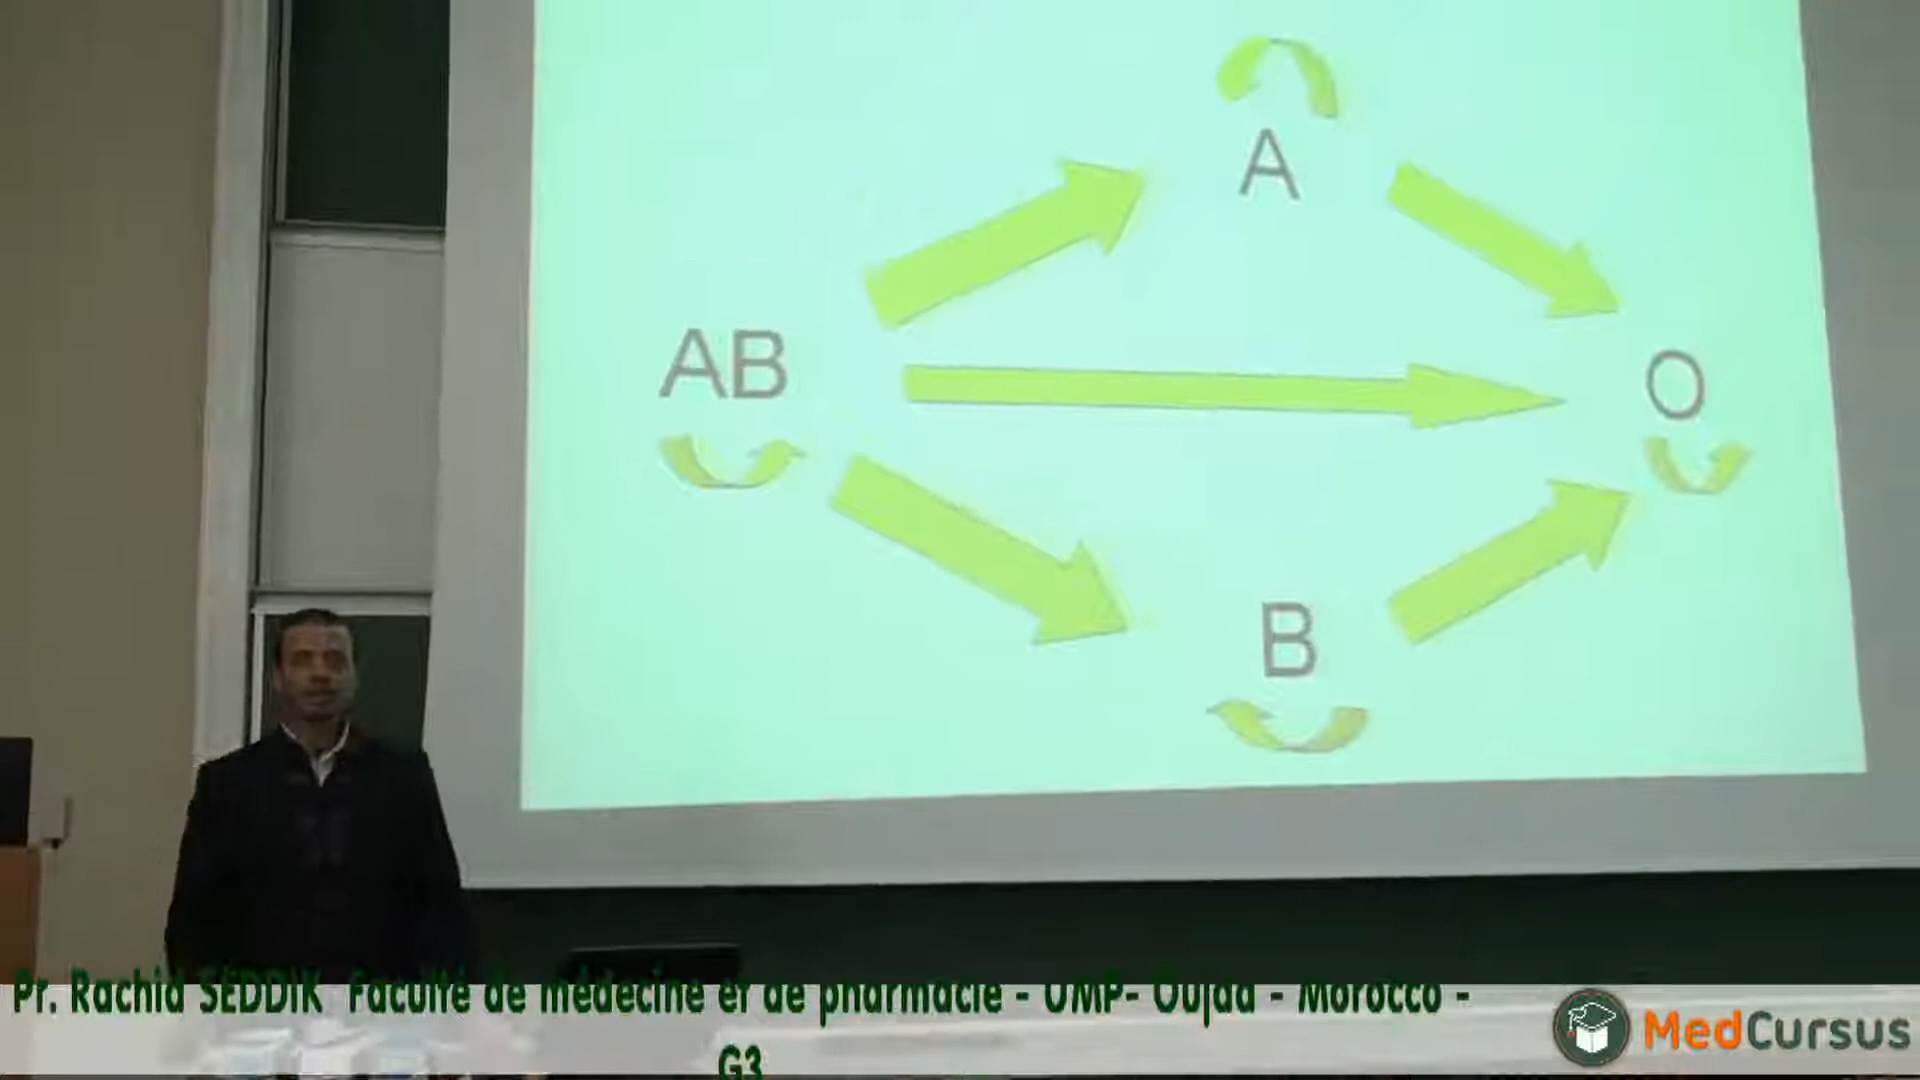 A
AB
O
B
Pr. Rachid SEDDIK Faculté de médecine et de pharmacie - UMP- Oujda - Morocco -
G3
MedCursus